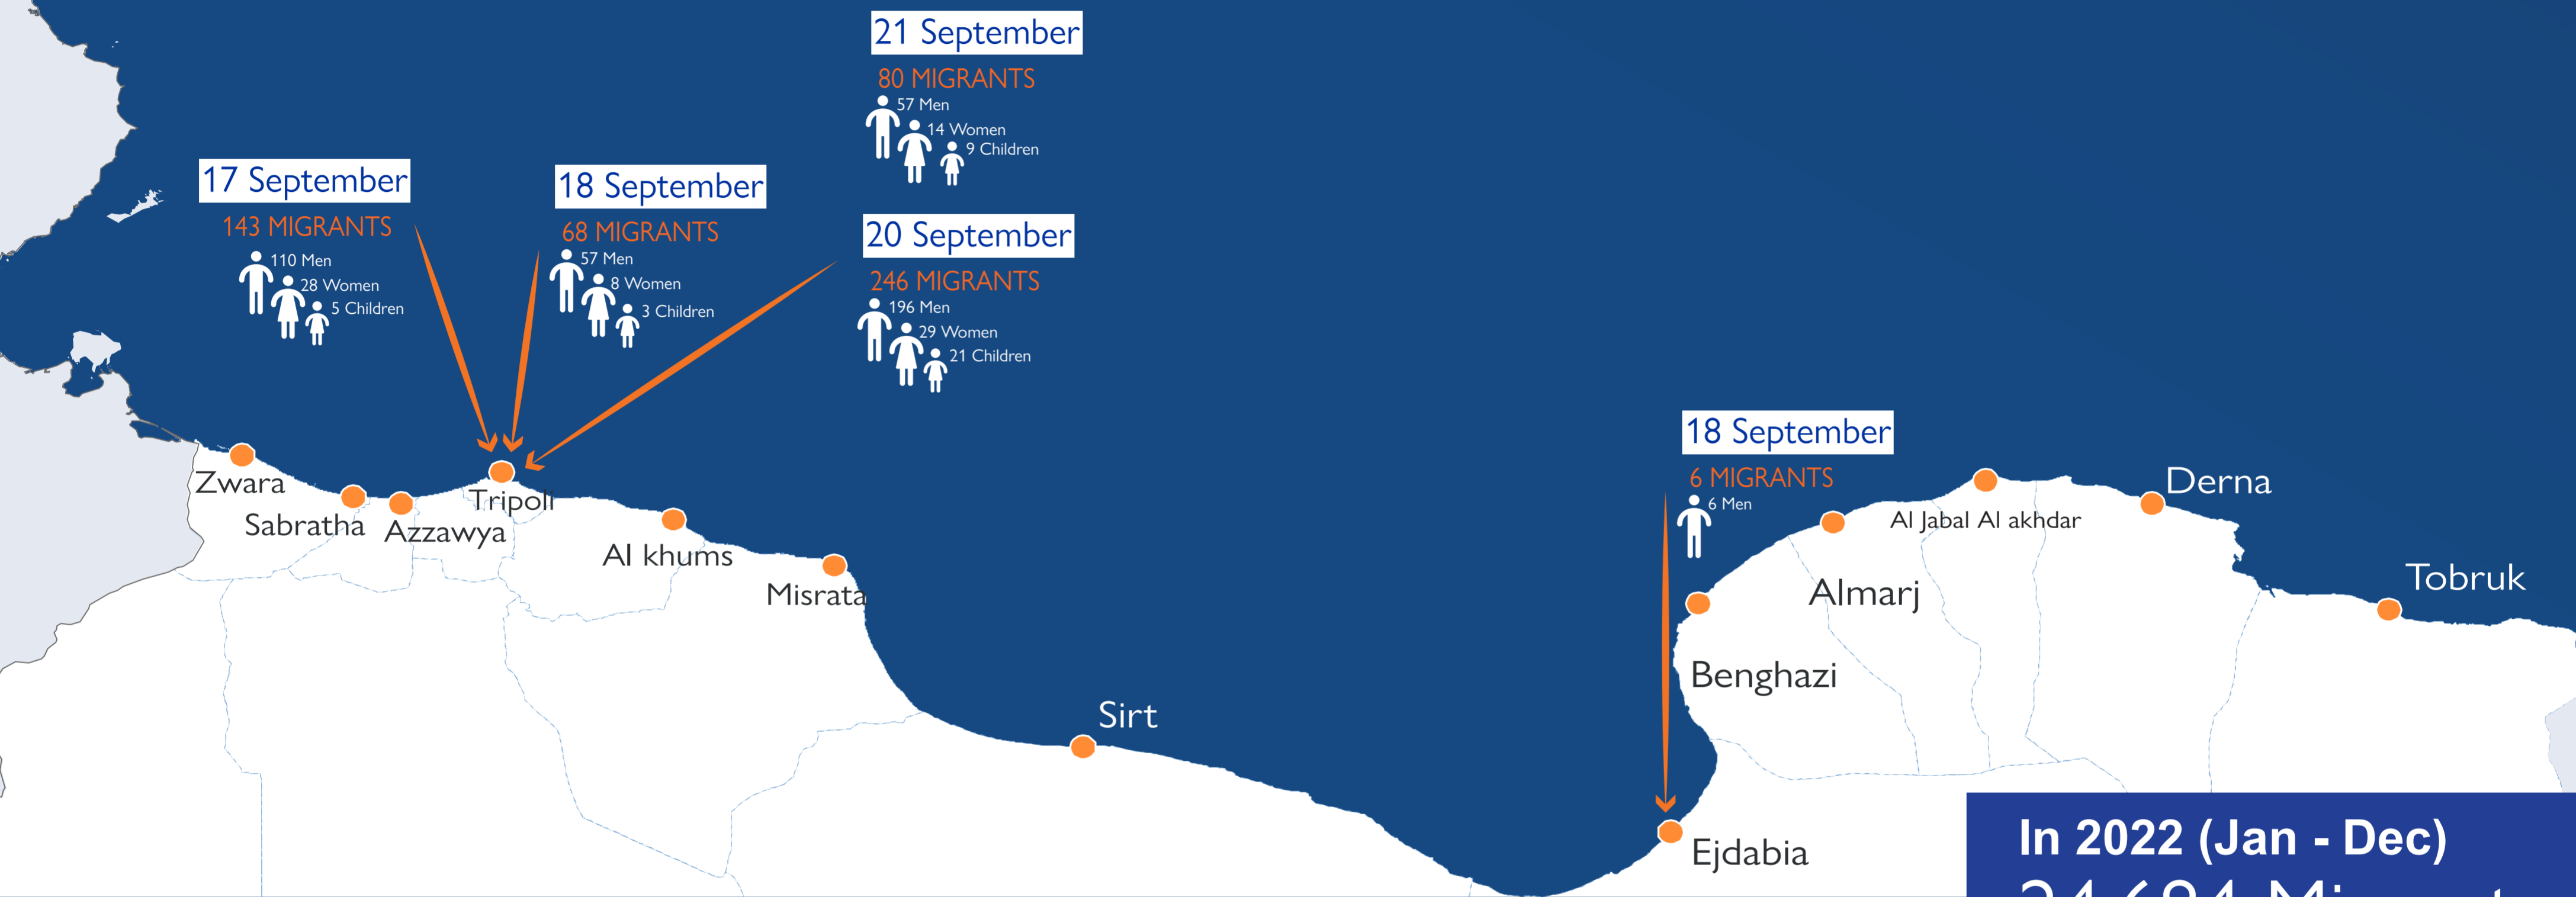 21 September
80 MIGRANTS
57 Men
14 Women
9 Children
17 September
143 MIGRANTS
110 Men
28 Women
5 Children
18 September
68 MIGRANTS
57 Men
8 Women
3 Children
20 September
246 MIGRANTS
196 Men
29 Women
21 Children
18 September
6 MIGRANTS
6 Men
Zwara
Sabratha
Azzawya
Tripoli
Al khums
Misrata
Sirt
Ejdabia
Benghazi
Almarj
Al Jabal Al akhdar
Derna
Tobruk
In 2022 (Jan - Dec)